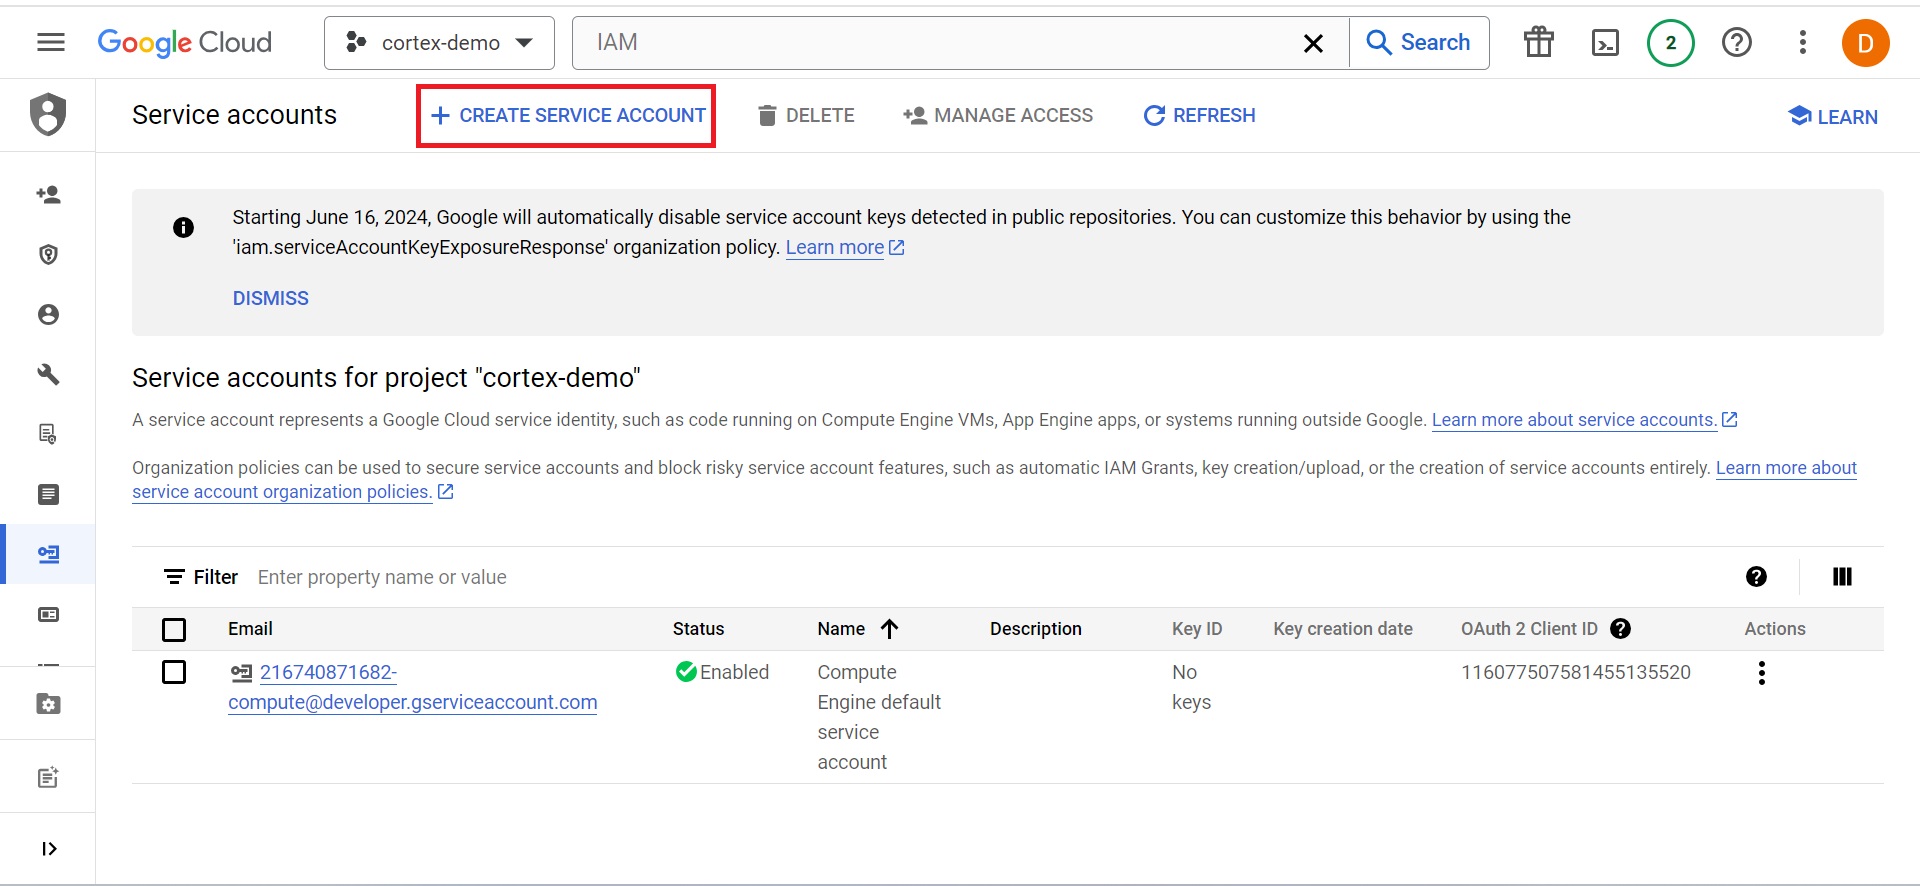 Google Cloud
cortex-demo
IAM
Search
2
D
Service accounts
CREATE SERVICE ACCOUNT
DELETE
MANAGE ACCESS
REFRESH
LEARN
Starting June 16, 2024, Google will automatically disable service account keys detected in public repositories. You can customize this behavior by using the
'iam.serviceAccountKeyExposureResponse' organization policy. Learn more
DISMISS
Service accounts for project "cortex-demo"
A service account represents a Google Cloud service identity, such as code running on Compute Engine VMs, App Engine apps, or systems running outside Google. Learn more about service accounts.
Organization policies can be used to secure service accounts and block risky service account features, such as automatic IAM Grants, key creation/upload, or the creation of service accounts entirely. Learn more about
service account organization policies.
Filter Enter property name or value
Email Status Name Description Key ID Key creation date OAuth 2 Client ID Actions
216740871682- Enabled Compute No 116077507581455135520
compute@developer.gserviceaccount.com Engine default keys
service
account